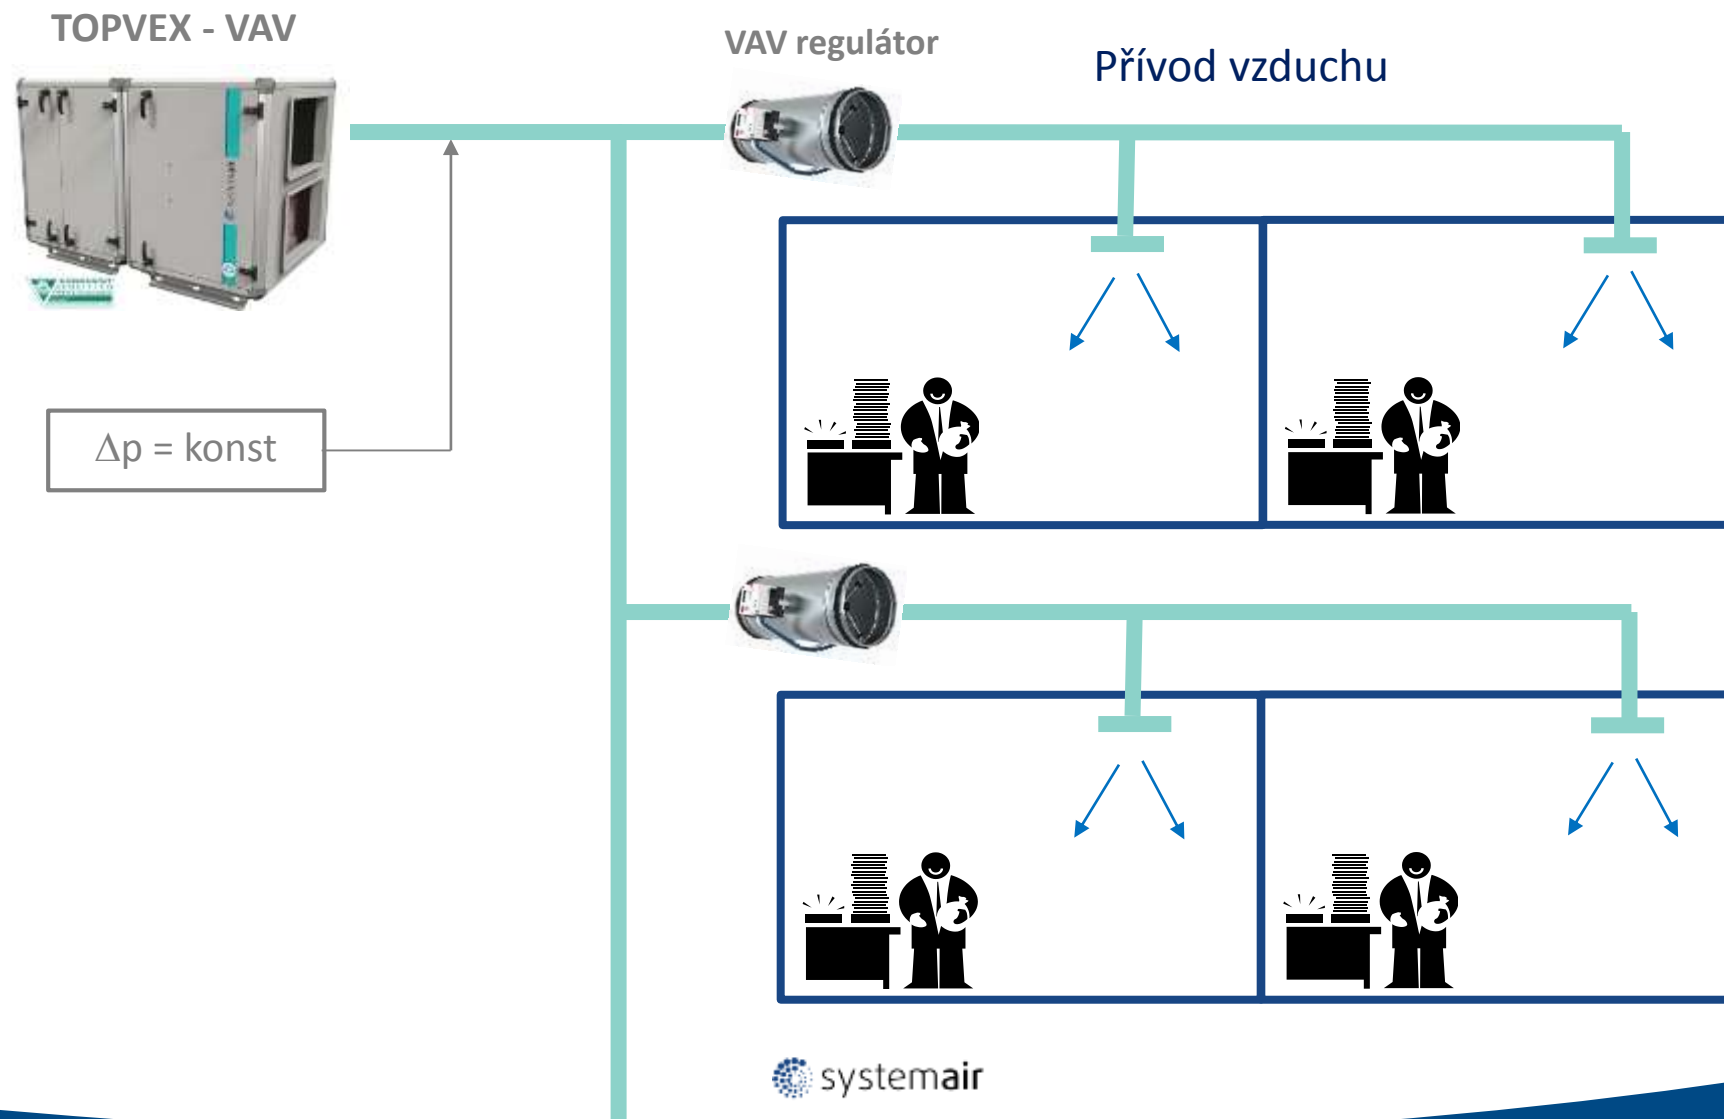 TOPVEX - VAV
VAV regulátor
Přívod vzduchu
Δp = konst
systemair